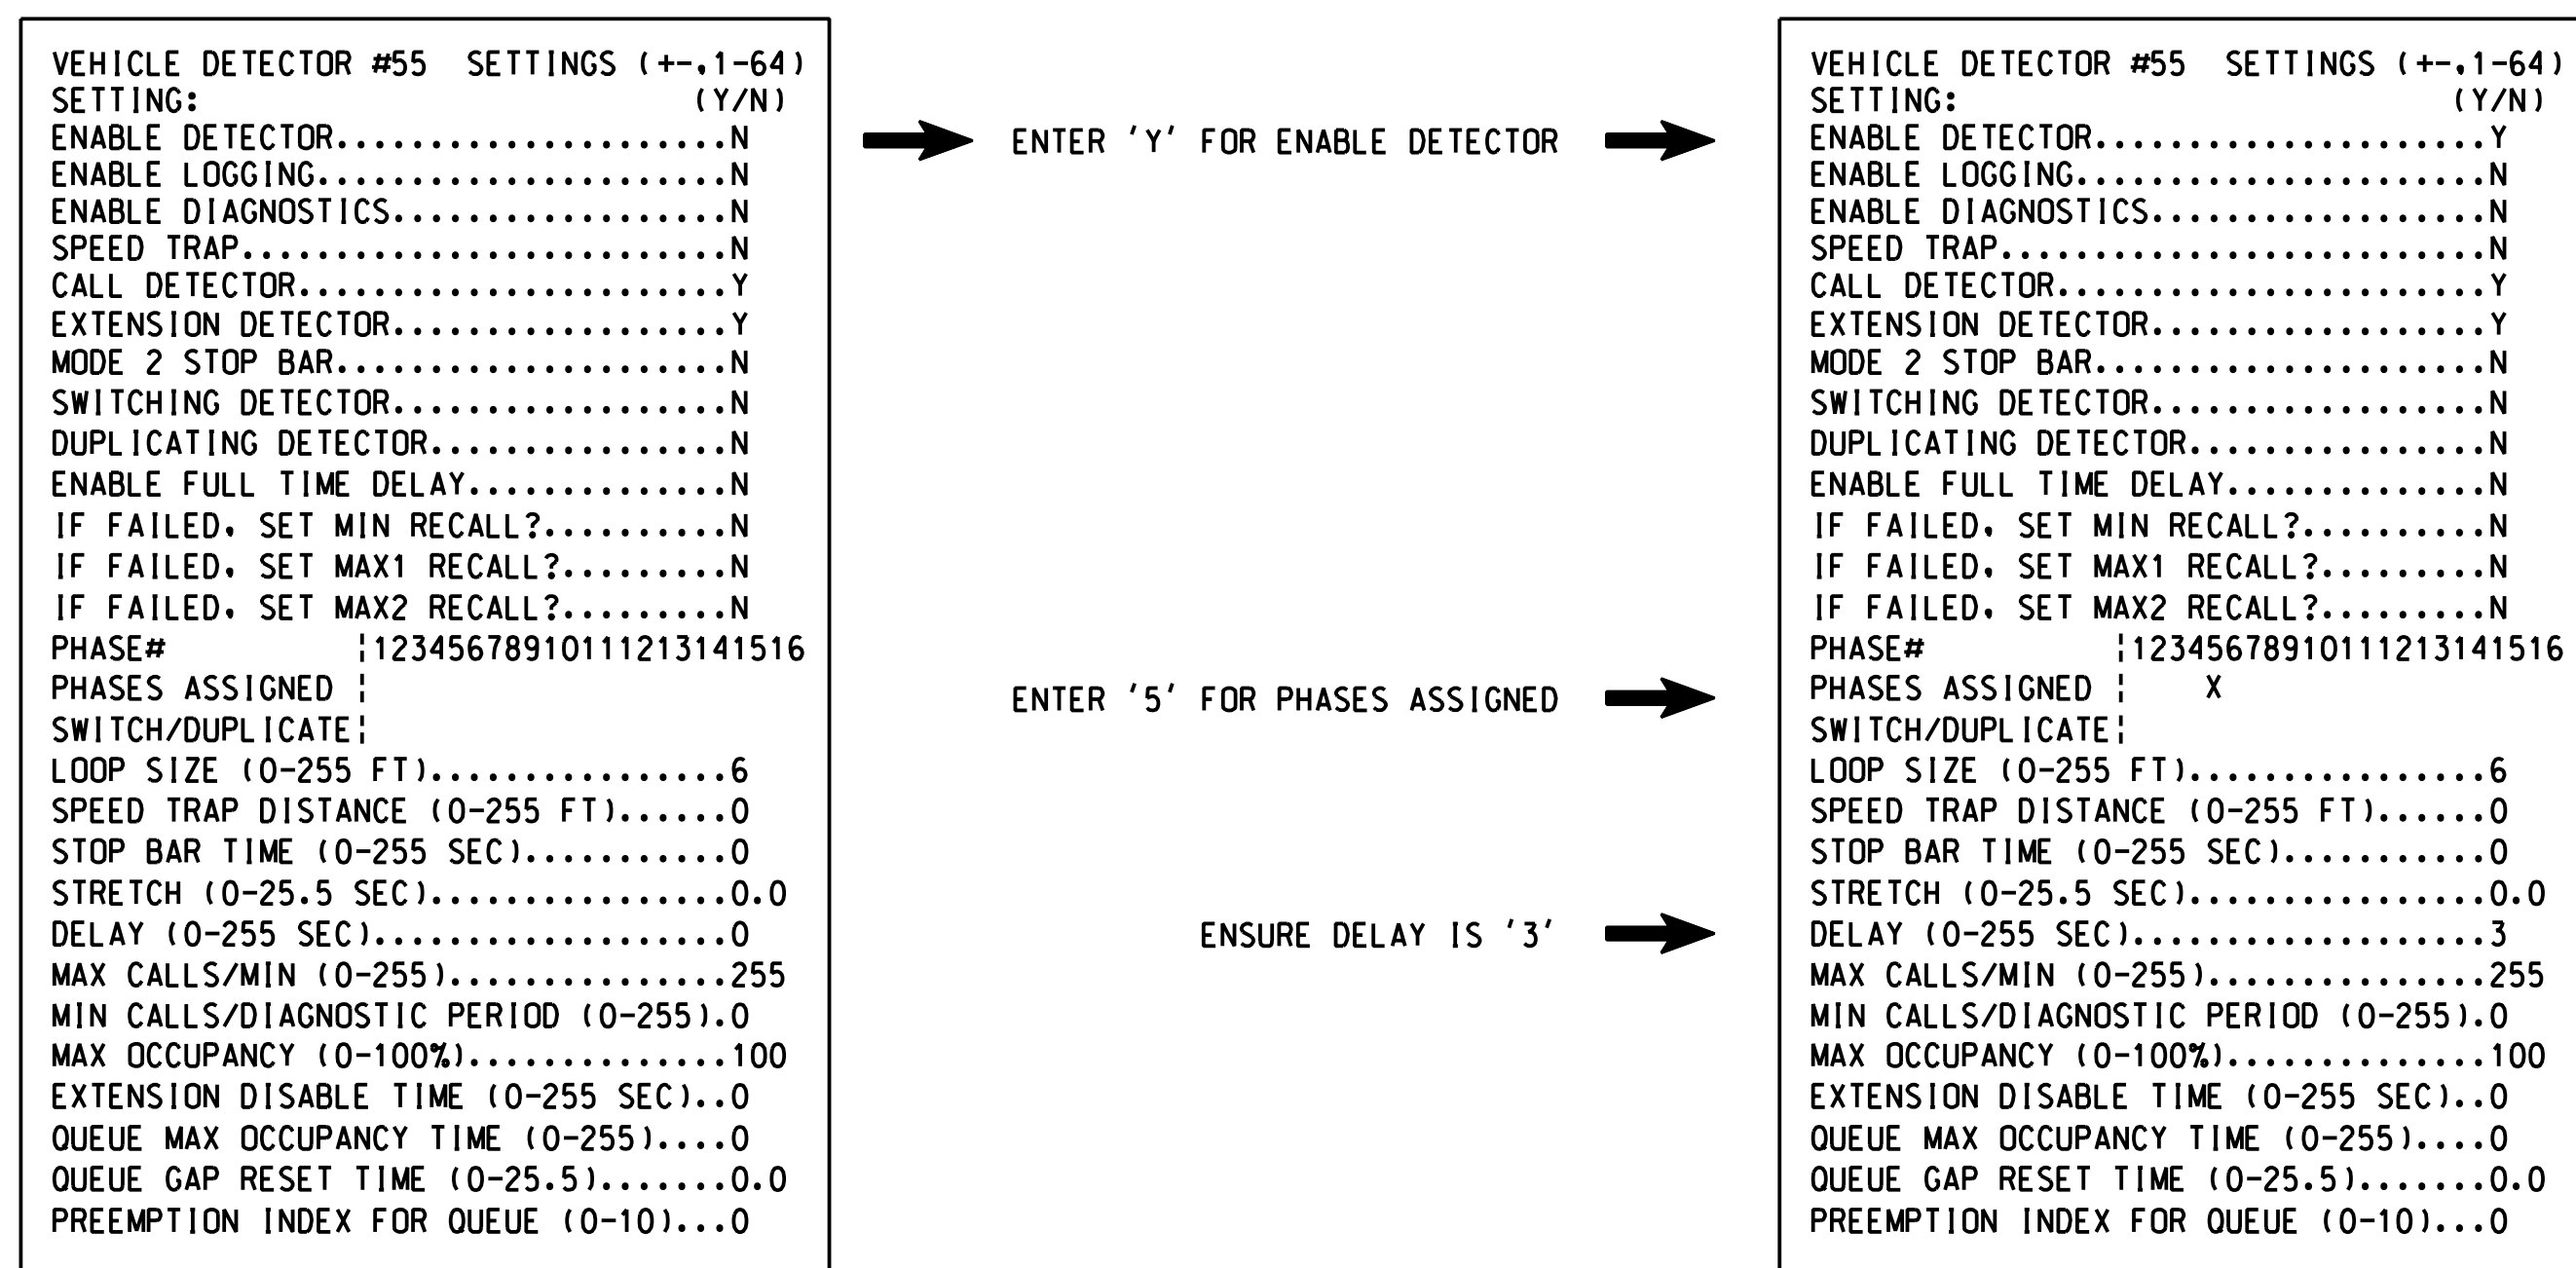 VEHICLE DETECTOR #55  SETTINGS (+-,1-64)
SETTING:                          (Y/N)
ENABLE DETECTOR.....................N
ENABLE LOGGING......................N
ENABLE DIAGNOSTICS..................N
SPEED TRAP..........................N
CALL DETECTOR.......................Y
EXTENSION DETECTOR..................Y
MODE 2 STOP BAR.....................N
SWITCHING DETECTOR..................N
DUPLICATING DETECTOR................N
ENABLE FULL TIME DELAY..............N
IF FAILED, SET MIN RECALL?..........N
IF FAILED, SET MAX1 RECALL?.........N
IF FAILED, SET MAX2 RECALL?.........N
PHASE#          |12345678910111213141516
PHASES ASSIGNED |
SWITCH/DUPLICATE|
LOOP SIZE (0-255 FT)................6
SPEED TRAP DISTANCE (0-255 FT)......0
STOP BAR TIME (0-255 SEC)...........0
STRETCH (0-25.5 SEC)................0.0
DELAY (0-255 SEC)...................0
MAX CALLS/MIN (0-255)...............255
MIN CALLS/DIAGNOSTIC PERIOD (0-255).0
MAX OCCUPANCY (0-100%)..............100
EXTENSION DISABLE TIME (0-255 SEC)..0
QUEUE MAX OCCUPANCY TIME (0-255)....0
QUEUE GAP RESET TIME (0-25.5).......0.0
PREEMPTION INDEX FOR QUEUE (0-10)...0
ENTER 'Y' FOR ENABLE DETECTOR
ENTER '5' FOR PHASES ASSIGNED
ENSURE DELAY IS '3'
VEHICLE DETECTOR #55  SETTINGS (+-,1-64)
SETTING:                          (Y/N)
ENABLE DETECTOR.....................Y
ENABLE LOGGING......................N
ENABLE DIAGNOSTICS..................N
SPEED TRAP..........................N
CALL DETECTOR.......................Y
EXTENSION DETECTOR..................Y
MODE 2 STOP BAR.....................N
SWITCHING DETECTOR..................N
DUPLICATING DETECTOR................N
ENABLE FULL TIME DELAY..............N
IF FAILED, SET MIN RECALL?..........N
IF FAILED, SET MAX1 RECALL?.........N
IF FAILED, SET MAX2 RECALL?.........N
PHASE#          |12345678910111213141516
PHASES ASSIGNED |    X
SWITCH/DUPLICATE|
LOOP SIZE (0-255 FT)................6
SPEED TRAP DISTANCE (0-255 FT)......0
STOP BAR TIME (0-255 SEC)...........0
STRETCH (0-25.5 SEC)................0.0
DELAY (0-255 SEC)...................3
MAX CALLS/MIN (0-255)...............255
MIN CALLS/DIAGNOSTIC PERIOD (0-255).0
MAX OCCUPANCY (0-100%)..............100
EXTENSION DISABLE TIME (0-255 SEC)..0
QUEUE MAX OCCUPANCY TIME (0-255)....0
QUEUE GAP RESET TIME (0-25.5).......0.0
PREEMPTION INDEX FOR QUEUE (0-10)...0